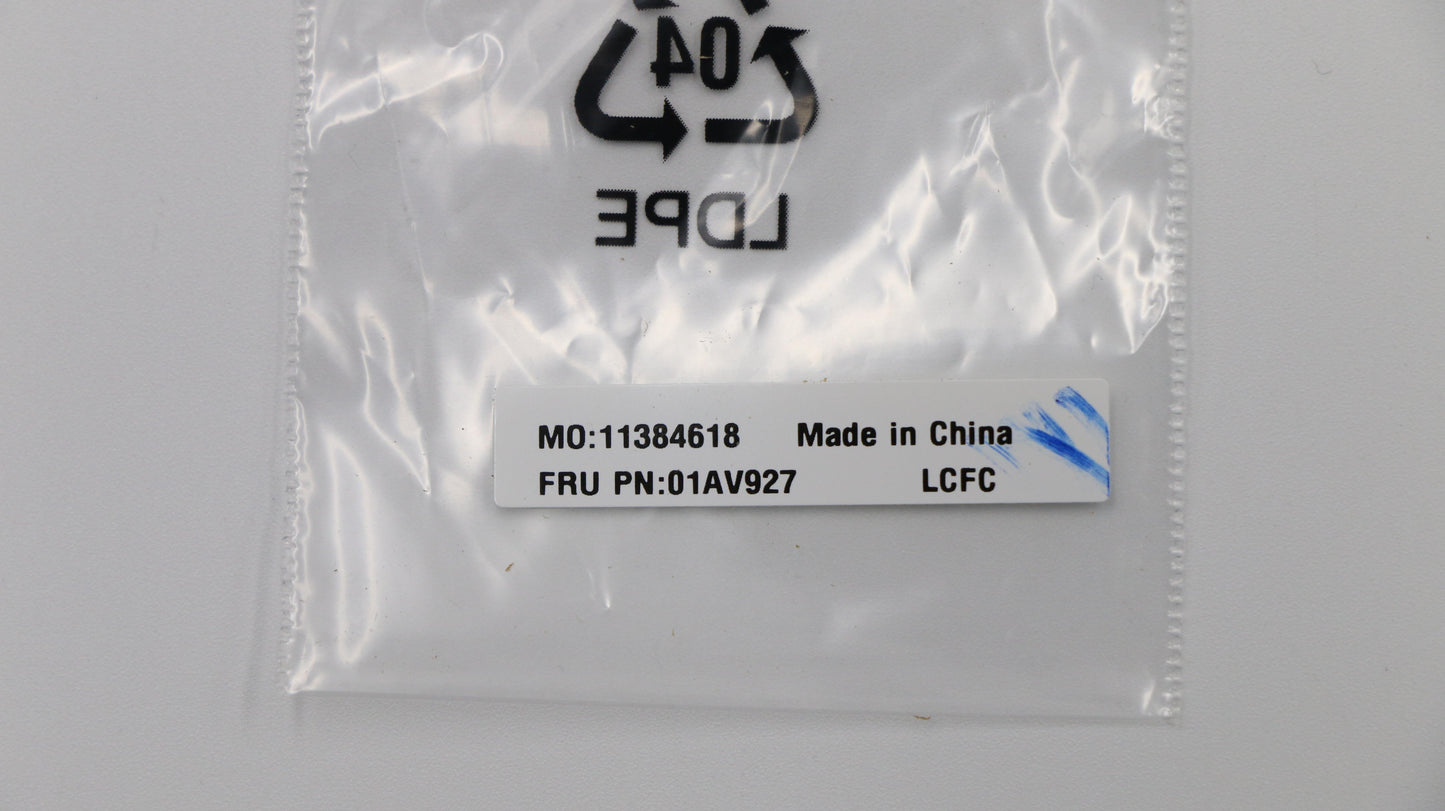 04
LDPE
MO:11384618 Made in China
FRU PN:01AV927 LCFC